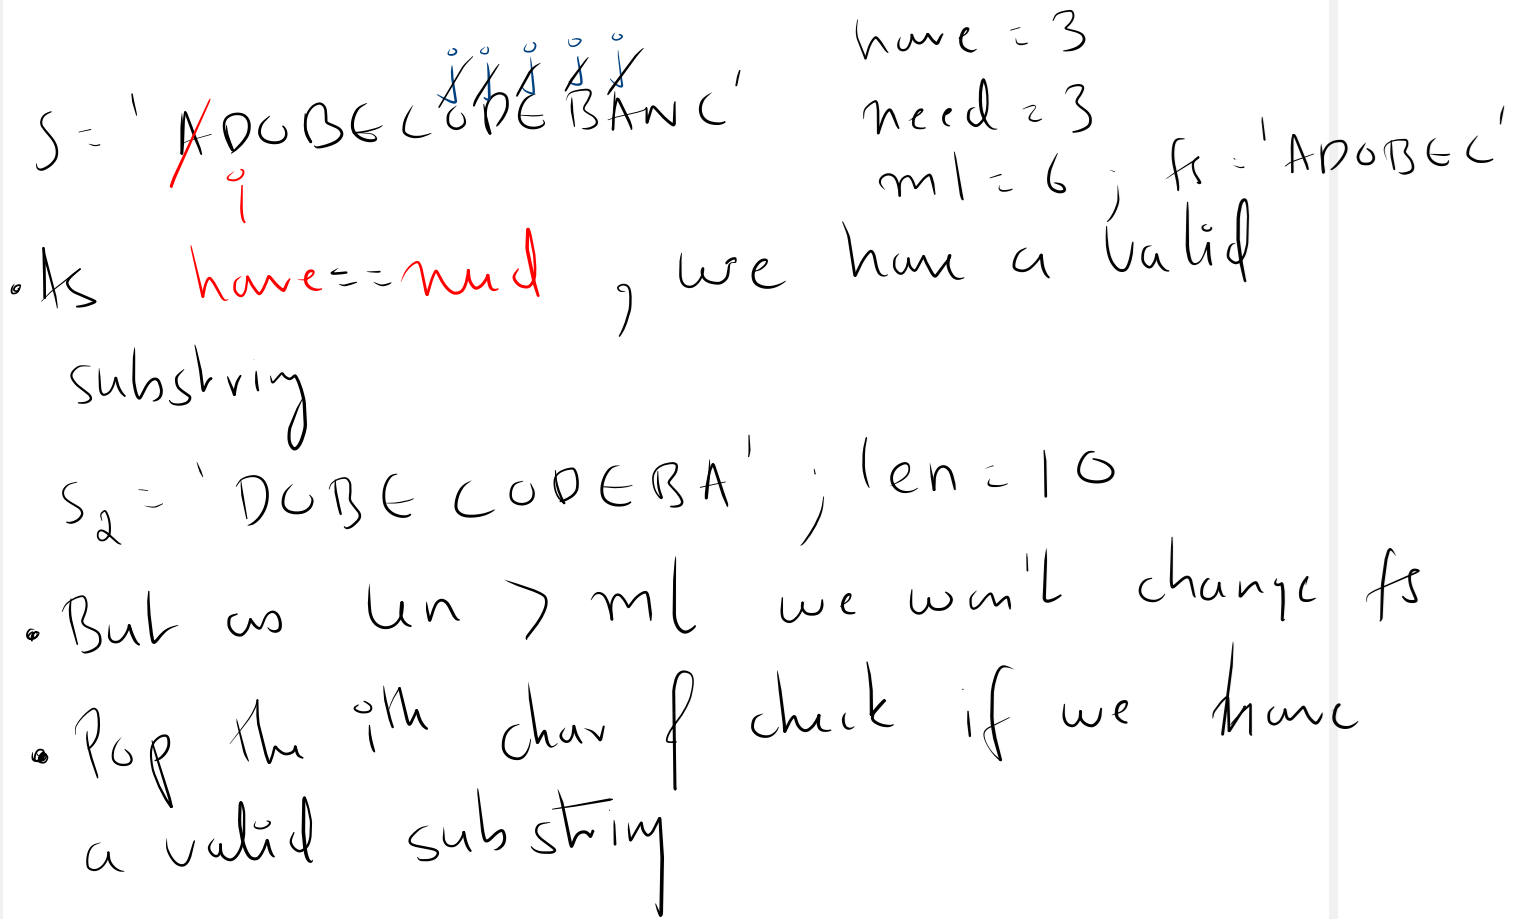 j j j j j
have = 3
S = 'ADOBECODEBANC'
need = 3
i
ml = 6 ; fs = 'ADOBEC'
• As have == need , we have a valid
substring
S2 = 'DOBECODEBA' ; len = 10
• But as len > ml we won't change fs
• Pop the ith char & check if we have
a valid substring